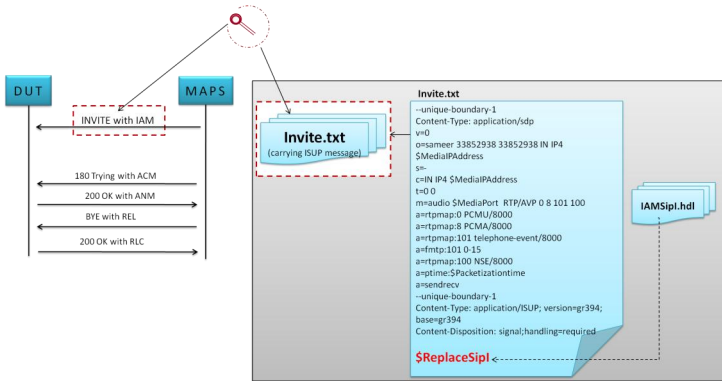 DUT
MAPS
INVITE with IAM
180 Trying with ACM
200 OK with ANM
BYE with REL
200 OK with RLC
Invite.txt
(carrying ISUP message)
Invite.txt
--unique-boundary-1
Content-Type: application/sdp
v=0
o=sameer 33852938 33852938 IN IP4
$MediaIPAddress
s=-
c=IN IP4 $MediaIPAddress
t=0 0
m=audio $MediaPort RTP/AVP 0 8 101 100
a=rtpmap:0 PCMU/8000
a=rtpmap:8 PCMA/8000
a=rtpmap:101 telephone-event/8000
a=fmtp:101 0-15
a=rtpmap:100 NSE/8000
a=ptime:$Packetizationtime
a=sendrecv
--unique-boundary-1
Content-Type: application/ISUP; version=gr394;
base=gr394
Content-Disposition: signal;handling=required
$ReplaceSipI
IAMSipI.hdl